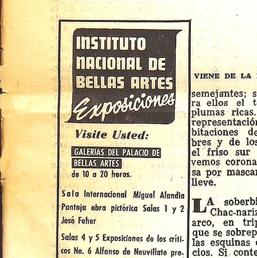 INSTITUTO
NACIONAL DE
BELLAS ARTES
Exposiciones
Visite Usted:
GALERIAS DEL PALACIO DE
BELLAS ARTES
de 10 a 20 horas.
Sala Internacional Miguel Alandia
Pantoja obra pictórica Salas 1 y 2
José Feher
Salas 4 y 5 Exposiciones de los críti-
cos No. 6 Alfonso de Neuvillate pre-
VIENE DE LA
semejantes; s
ra ellos el t
plumas ricas.
representación
bitaciones de
bres y de los
el friso sur
vemos corona
sa por mascar
lleve.
LA soberbi
Chac-nariz
arco, en trip
que se sobrep
las esquinas
cios. Si cont